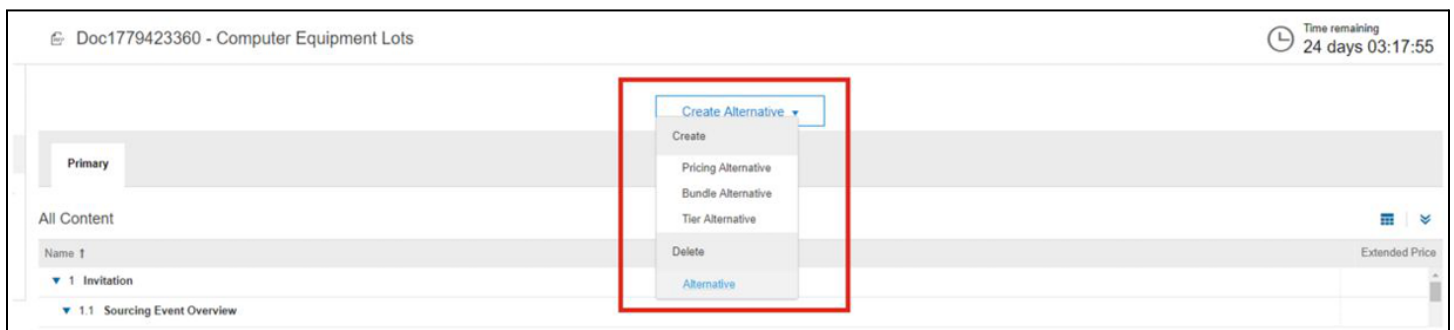 Doc1779423360 - Computer Equipment Lots
Time remaining
24 days 03:17:55
Create Alternative
Create
Pricing Alternative
Bundle Alternative
Tier Alternative
Delete
Alternative
Primary
All Content
Name ↑
Extended Price
1 Invitation
1.1 Sourcing Event Overview